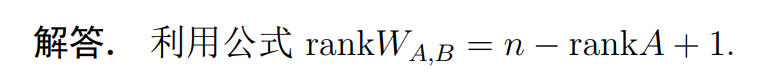 解答. 利用公式 rankW_{A,B} = n − rankA + 1.